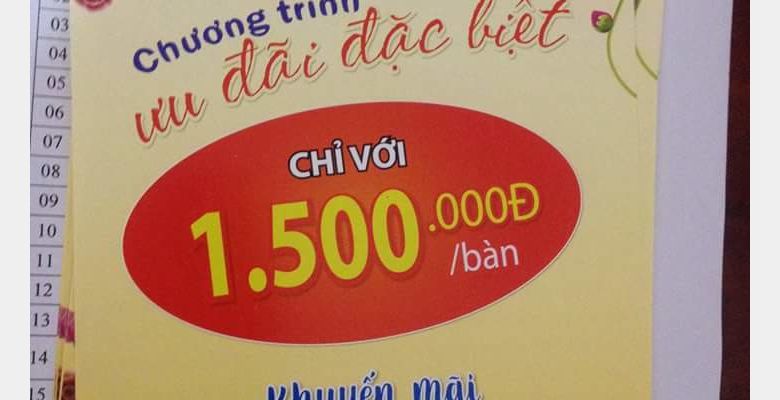 Chương trình
ưu đãi đặc biệt
CHỈ VỚI
1.500.000Đ
/bàn
Khuyến mãi
03
04
05
06
07
08
09
10
11
12
13
14
15